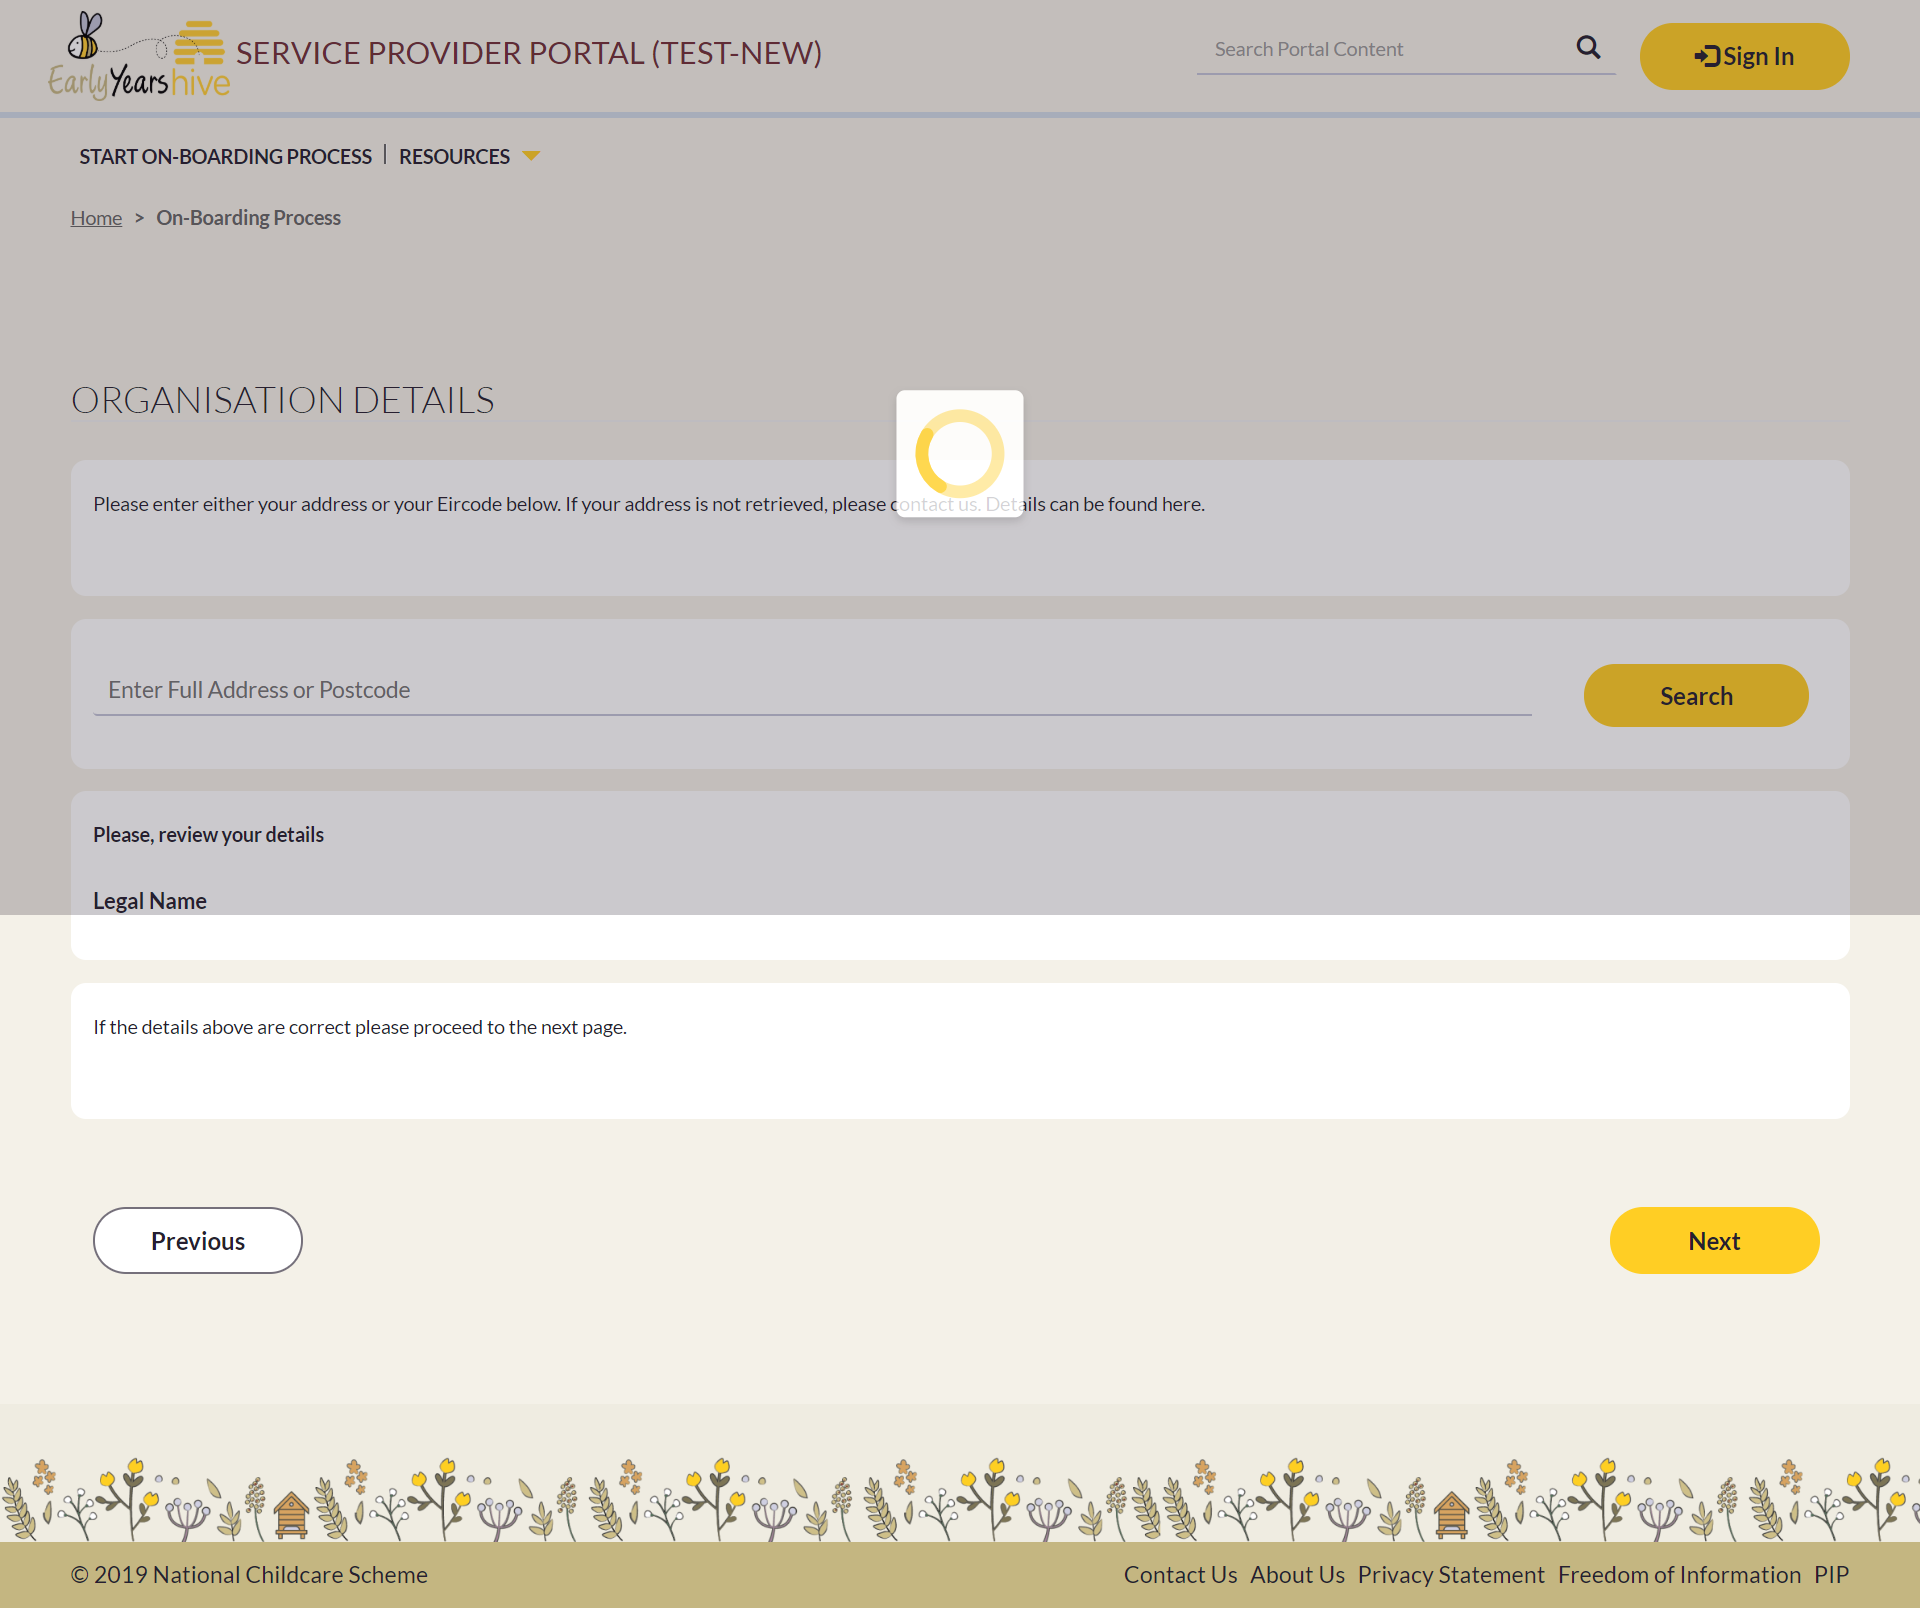 Early Years hive
SERVICE PROVIDER PORTAL (TEST-NEW)
Search Portal Content
Sign In
START ON-BOARDING PROCESS
RESOURCES
Home > On-Boarding Process
ORGANISATION DETAILS
Please enter either your address or your Eircode below. If your address is not retrieved, please contact us. Details can be found here.
Enter Full Address or Postcode
Search
Please, review your details
Legal Name
If the details above are correct please proceed to the next page.
Previous
Next
© 2019 National Childcare Scheme
Contact Us About Us Privacy Statement Freedom of Information PIP